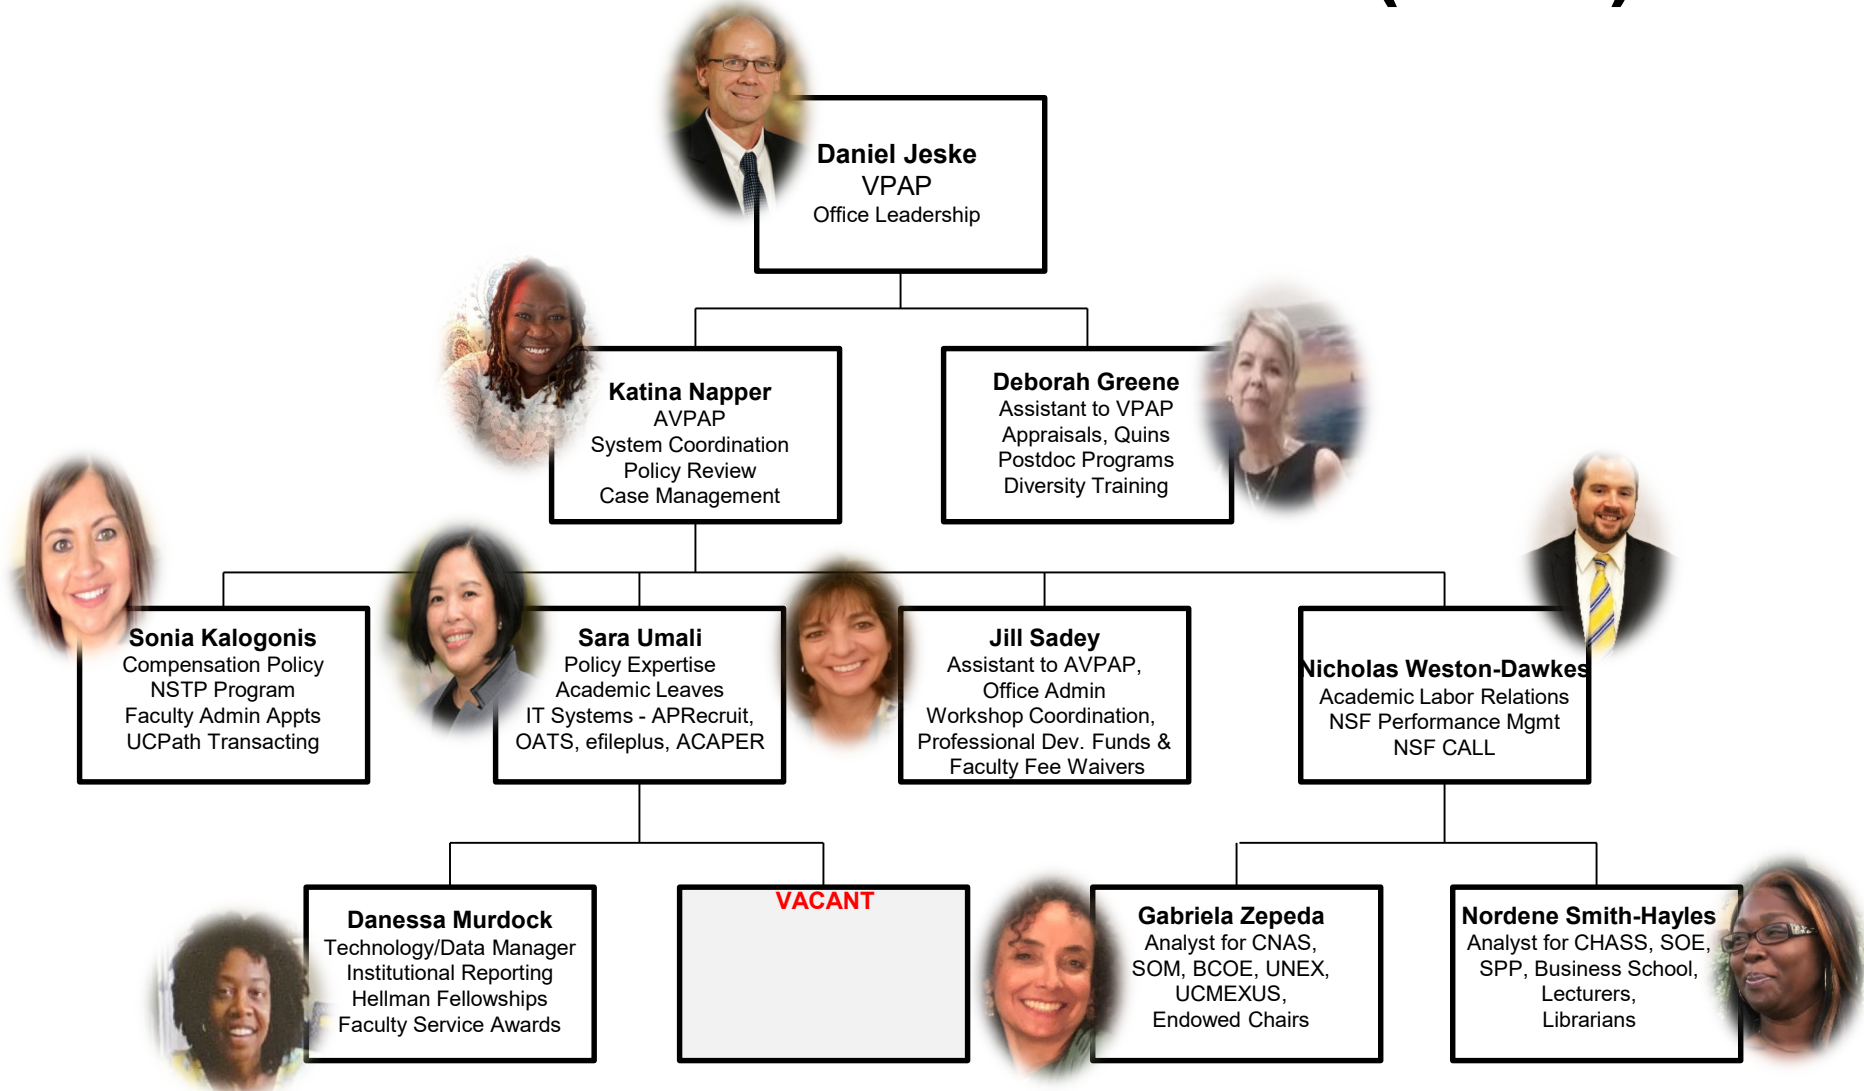 Daniel Jeske
VPAP
Office Leadership
Katina Napper
AVPAP
System Coordination
Policy Review
Case Management
Deborah Greene
Assistant to VPAP
Appraisals, Quins
Postdoc Programs
Diversity Training
Sonia Kalogonis
Compensation Policy
NSTP Program
Faculty Admin Appts
UCPath Transacting
Sara Umali
Policy Expertise
Academic Leaves
IT Systems - APRecruit,
OATS, efileplus, ACAPER
Jill Sadey
Assistant to AVPAP,
Office Admin
Workshop Coordination,
Professional Dev. Funds &
Faculty Fee Waivers
Nicholas Weston-Dawkes
Academic Labor Relations
NSF Performance Mgmt
NSF CALL
Danessa Murdock
Technology/Data Manager
Institutional Reporting
Hellman Fellowships
Faculty Service Awards
VACANT
Gabriela Zepeda
Analyst for CNAS,
SOM, BCOE, UNEX,
UCMEXUS,
Endowed Chairs
Nordene Smith-Hayles
Analyst for CHASS, SOE,
SPP, Business School,
Lecturers,
Librarians